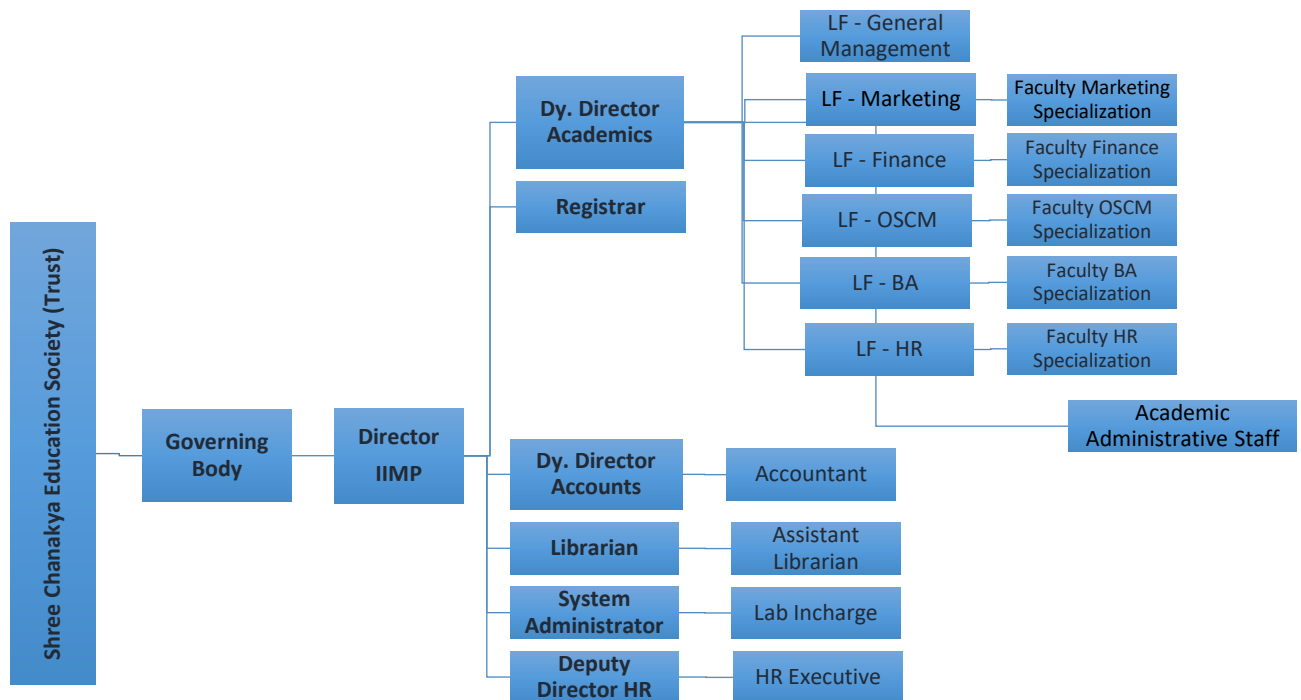 Shree Chanakya Education Society (Trust)
Governing
Body
Director
IIMP
Dy. Director
Academics
Registrar
Dy. Director
Accounts
Librarian
System
Administrator
Deputy
Director HR
LF - General
Management
LF - Marketing
LF - Finance
LF - OSCM
LF - BA
LF - HR
Faculty Marketing
Specialization
Faculty Finance
Specialization
Faculty OSCM
Specialization
Faculty BA
Specialization
Faculty HR
Specialization
Academic
Administrative Staff
Accountant
Assistant
Librarian
Lab Incharge
HR Executive